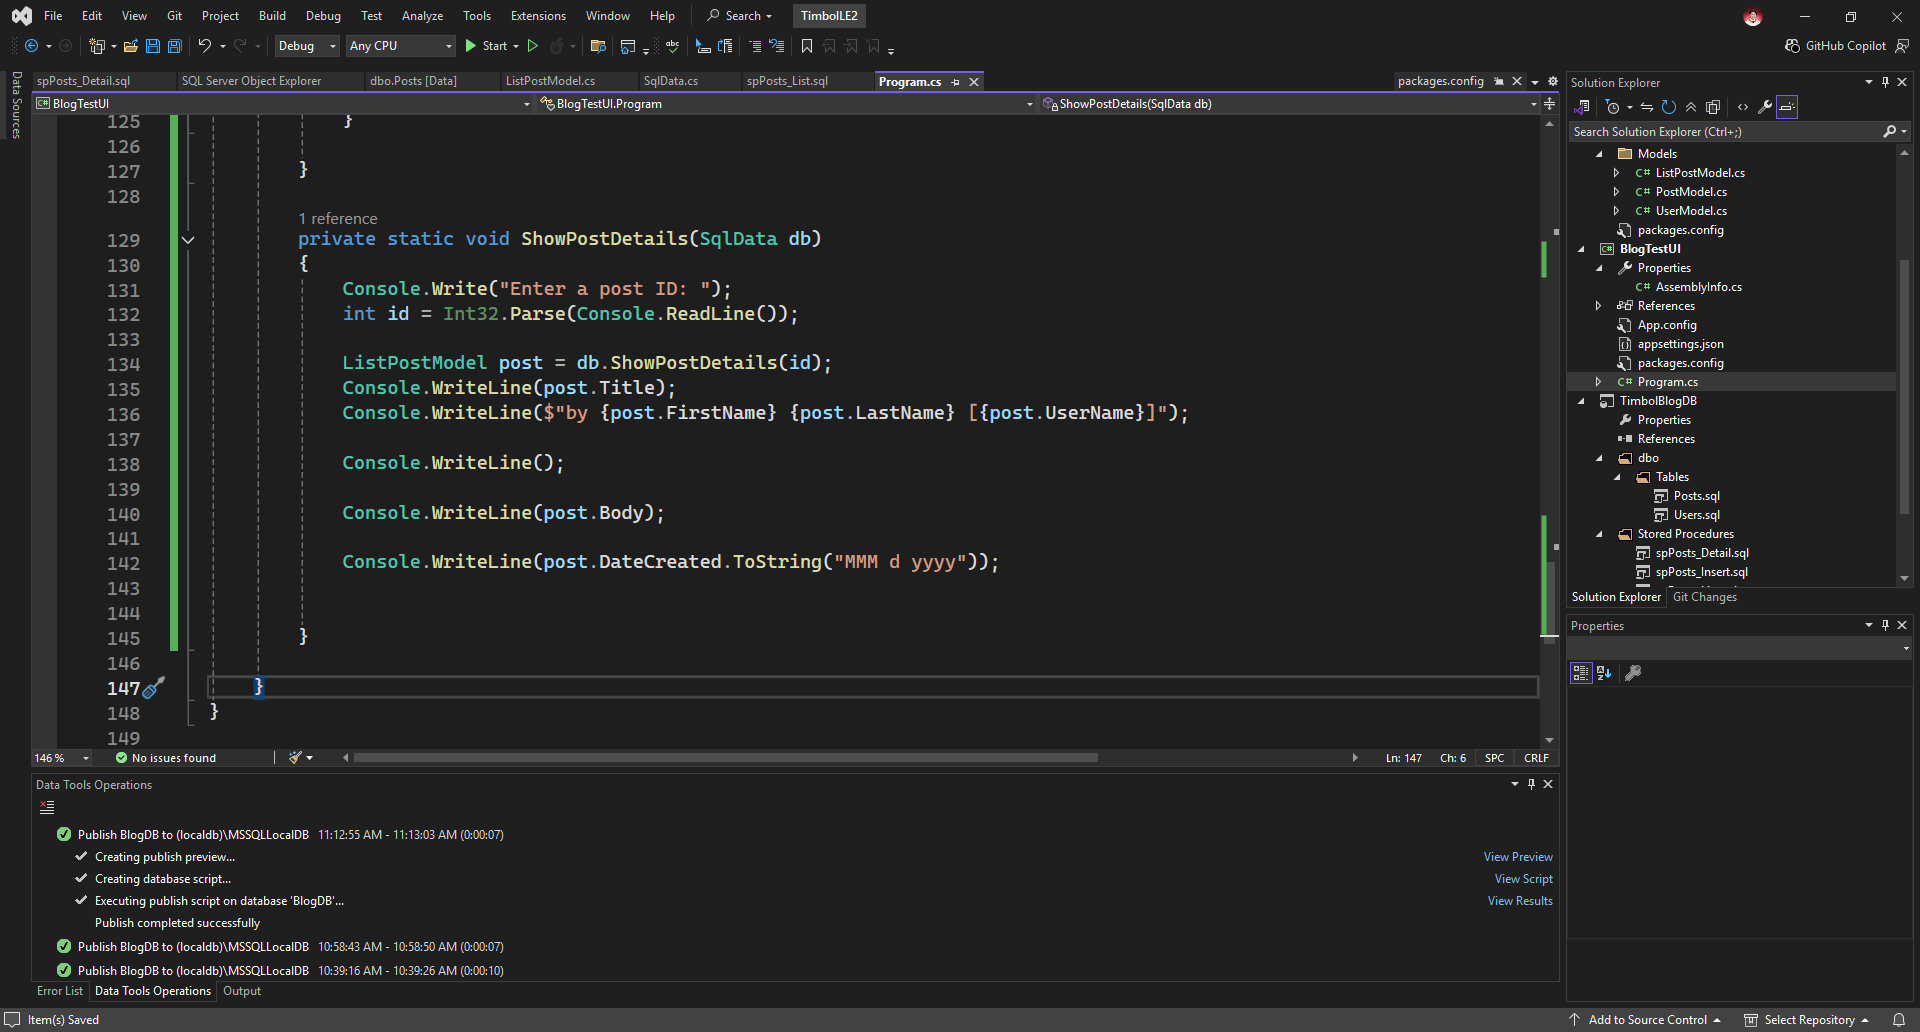 File Edit View Git Project Build Debug Test Analyze Tools Extensions Window Help Search TimbolLE2
Debug Any CPU Start GitHub Copilot
Data Sources
spPosts_Detail.sql SQL Server Object Explorer dbo.Posts [Data] ListPostModel.cs SqlData.cs spPosts_List.sql Program.cs packages.config
BlogTestUI BlogTestUI.Program ShowPostDetails(SqlData db)
125 }
126
127 }
128
1 reference
129 private static void ShowPostDetails(SqlData db)
130 {
131 Console.Write("Enter a post ID: ");
132 int id = Int32.Parse(Console.ReadLine());
133
134 ListPostModel post = db.ShowPostDetails(id);
135 Console.WriteLine(post.Title);
136 Console.WriteLine($"by {post.FirstName} {post.LastName} [{post.UserName}]");
137
138 Console.WriteLine();
139
140 Console.WriteLine(post.Body);
141
142 Console.WriteLine(post.DateCreated.ToString("MMM d yyyy"));
143
144
145 }
146
147 }
148 }
149
146 % No issues found Ln: 147 Ch: 6 SPC CRLF
Data Tools Operations
Publish BlogDB to (localdb)\MSSQLLocalDB 11:12:55 AM - 11:13:03 AM (0:00:07)
Creating publish preview... View Preview
Creating database script... View Script
Executing publish script on database 'BlogDB'... View Results
Publish completed successfully
Publish BlogDB to (localdb)\MSSQLLocalDB 10:58:43 AM - 10:58:50 AM (0:00:07)
Publish BlogDB to (localdb)\MSSQLLocalDB 10:39:16 AM - 10:39:26 AM (0:00:10)
Error List Data Tools Operations Output
Solution Explorer
Search Solution Explorer (Ctrl+;)
Models
C# ListPostModel.cs
C# PostModel.cs
C# UserModel.cs
packages.config
BlogTestUI
Properties
C# AssemblyInfo.cs
References
App.config
appsettings.json
packages.config
C# Program.cs
TimbolBlogDB
Properties
References
dbo
Tables
Posts.sql
Users.sql
Stored Procedures
spPosts_Detail.sql
spPosts_Insert.sql
Solution Explorer Git Changes
Properties
Item(s) Saved Add to Source Control Select Repository